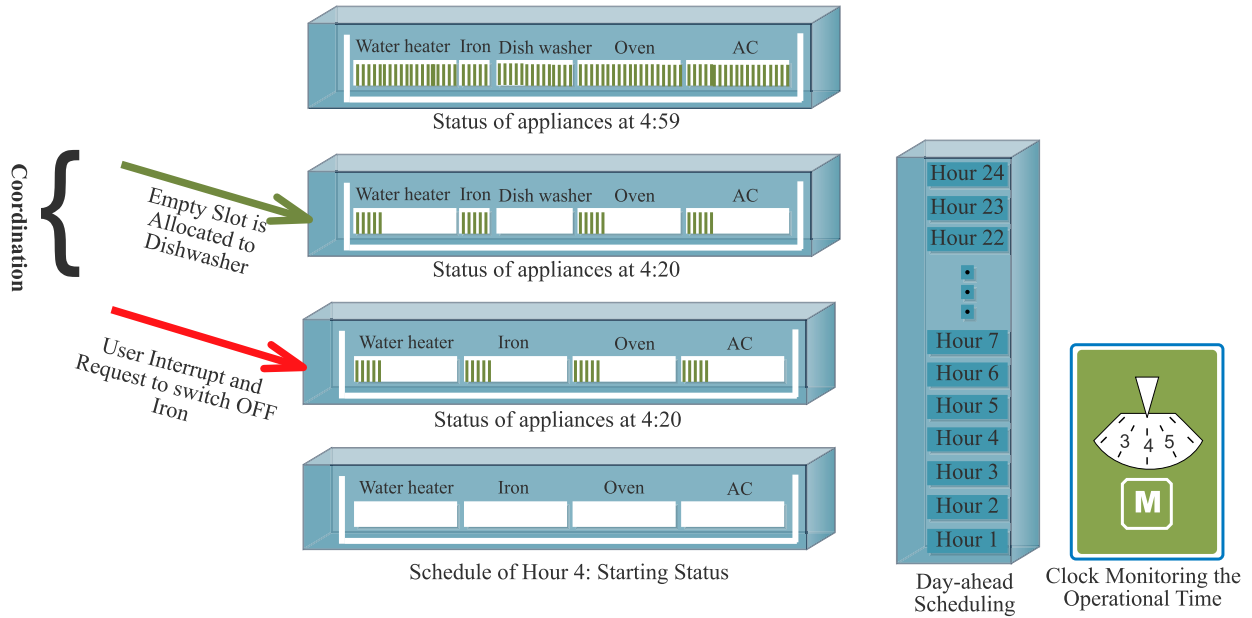 Water heater Iron Dish washer Oven AC
Status of appliances at 4:59
Coordination
Empty Slot is
Allocated to
Dishwasher
Water heater Iron Dish washer Oven AC
Status of appliances at 4:20
User Interrupt and
Request to switch OFF
Iron
Water heater Iron Oven AC
Status of appliances at 4:20
Water heater Iron Oven AC
Schedule of Hour 4: Starting Status
Hour 24
Hour 23
Hour 22
Hour 7
Hour 6
Hour 5
Hour 4
Hour 3
Hour 2
Hour 1
Day-ahead
Scheduling
3 4 5
M
Clock Monitoring the
Operational Time